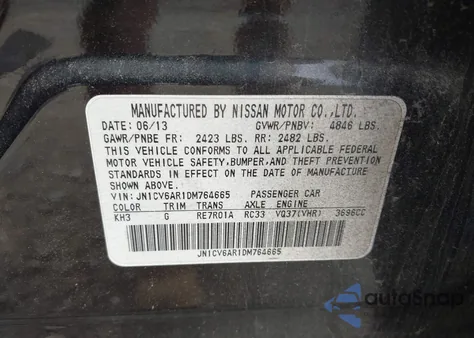 MANUFACTURED BY NISSAN MOTOR CO.,LTD.
DATE: 06/13 GVWR/PNBV: 4846 LBS.
GAWR/PNBE FR: 2423 LBS. RR: 2482 LBS.
THIS VEHICLE CONFORMS TO ALL APPLICABLE FEDERAL
MOTOR VEHICLE SAFETY,BUMPER,AND THEFT PREVENTION
STANDARDS IN EFFECT ON THE DATE OF MANUFACTURE
SHOWN ABOVE.
VIN: JN1CV6AR1DM764665 PASSENGER CAR
COLOR TRIM TRANS AXLE ENGINE
KH3 G RE7R01A RC33 VQ37(VHR) 3696CC
JN1CV6AR1DM764665
autoSnap